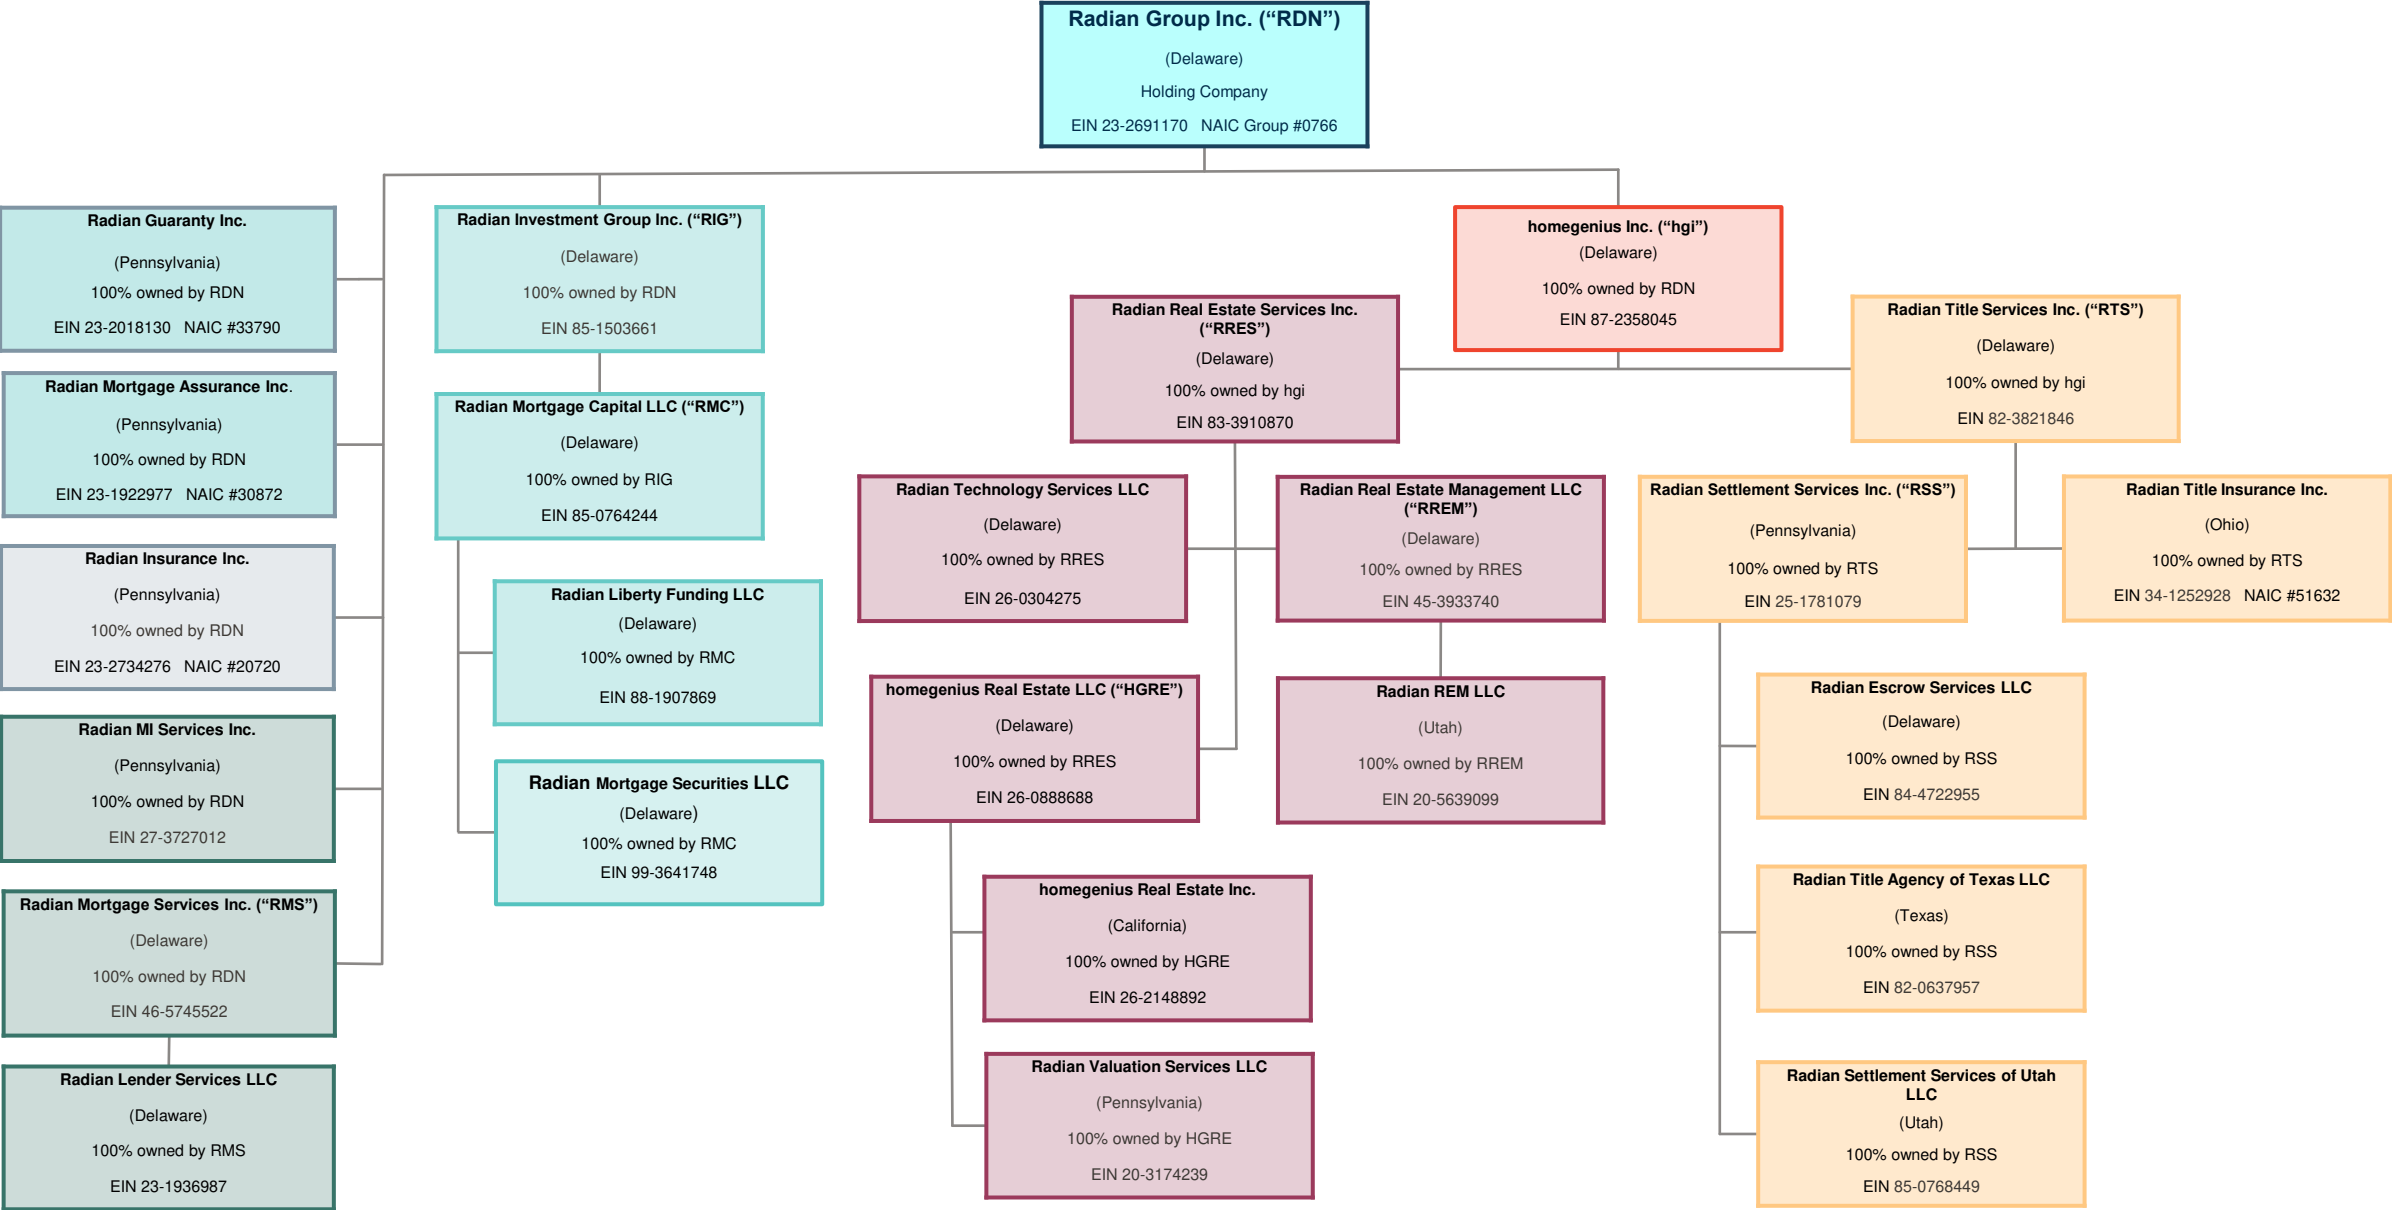 Radian Group Inc. (“RDN”)
(Delaware)
Holding Company
EIN 23-2691170 NAIC Group #0766
Radian Guaranty Inc.
(Pennsylvania)
100% owned by RDN
EIN 23-2018130 NAIC #33790
Radian Mortgage Assurance Inc.
(Pennsylvania)
100% owned by RDN
EIN 23-1922977 NAIC #30872
Radian Insurance Inc.
(Pennsylvania)
100% owned by RDN
EIN 23-2734276 NAIC #20720
Radian MI Services Inc.
(Pennsylvania)
100% owned by RDN
EIN 27-3727012
Radian Mortgage Services Inc. (“RMS”)
(Delaware)
100% owned by RDN
EIN 46-5745522
Radian Lender Services LLC
(Delaware)
100% owned by RMS
EIN 23-1936987
Radian Investment Group Inc. (“RIG”)
(Delaware)
100% owned by RDN
EIN 85-1503661
Radian Mortgage Capital LLC (“RMC”)
(Delaware)
100% owned by RIG
EIN 85-0764244
Radian Liberty Funding LLC
(Delaware)
100% owned by RMC
EIN 88-1907869
Radian Mortgage Securities LLC
(Delaware)
100% owned by RMC
EIN 99-3641748
homegenius Inc. (“hgi”)
(Delaware)
100% owned by RDN
EIN 87-2358045
Radian Real Estate Services Inc.
(“RRES”)
(Delaware)
100% owned by hgi
EIN 83-3910870
Radian Technology Services LLC
(Delaware)
100% owned by RRES
EIN 26-0304275
Radian Real Estate Management LLC
(“RREM”)
(Delaware)
100% owned by RRES
EIN 45-3933740
homegenius Real Estate LLC (“HGRE”)
(Delaware)
100% owned by RRES
EIN 26-0888688
Radian REM LLC
(Utah)
100% owned by RREM
EIN 20-5639099
homegenius Real Estate Inc.
(California)
100% owned by HGRE
EIN 26-2148892
Radian Valuation Services LLC
(Pennsylvania)
100% owned by HGRE
EIN 20-3174239
Radian Title Services Inc. (“RTS”)
(Delaware)
100% owned by hgi
EIN 82-3821846
Radian Settlement Services Inc. (“RSS”)
(Pennsylvania)
100% owned by RTS
EIN 25-1781079
Radian Title Insurance Inc.
(Ohio)
100% owned by RTS
EIN 34-1252928 NAIC #51632
Radian Escrow Services LLC
(Delaware)
100% owned by RSS
EIN 84-4722955
Radian Title Agency of Texas LLC
(Texas)
100% owned by RSS
EIN 82-0637957
Radian Settlement Services of Utah
LLC
(Utah)
100% owned by RSS
EIN 85-0768449